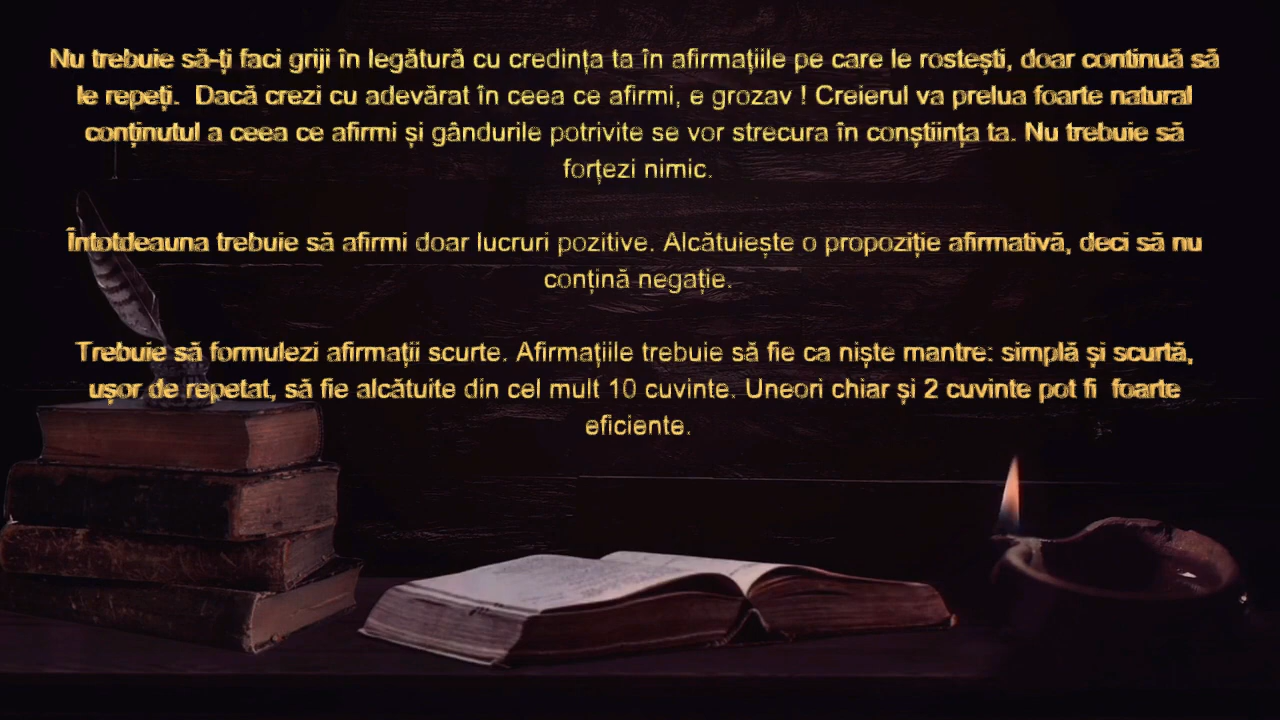 Nu trebuie să-ți faci griji în legătură cu credința ta în afirmațiile pe care le rostești, doar continuă să
le repeți.  Dacă crezi cu adevărat în ceea ce afirmi, e grozav ! Creierul va prelua foarte natural
conținutul a ceea ce afirmi și gândurile potrivite se vor strecura în conștiința ta. Nu trebuie să
forțezi nimic.
Întotdeauna trebuie să afirmi doar lucruri pozitive. Alcătuiește o propoziție afirmativă, deci să nu
conțină negație.
Trebuie să formulezi afirmații scurte. Afirmațiile trebuie să fie ca niște mantre: simplă și scurtă,
ușor de repetat, să fie alcătuite din cel mult 10 cuvinte. Uneori chiar și 2 cuvinte pot fi  foarte
eficiente.